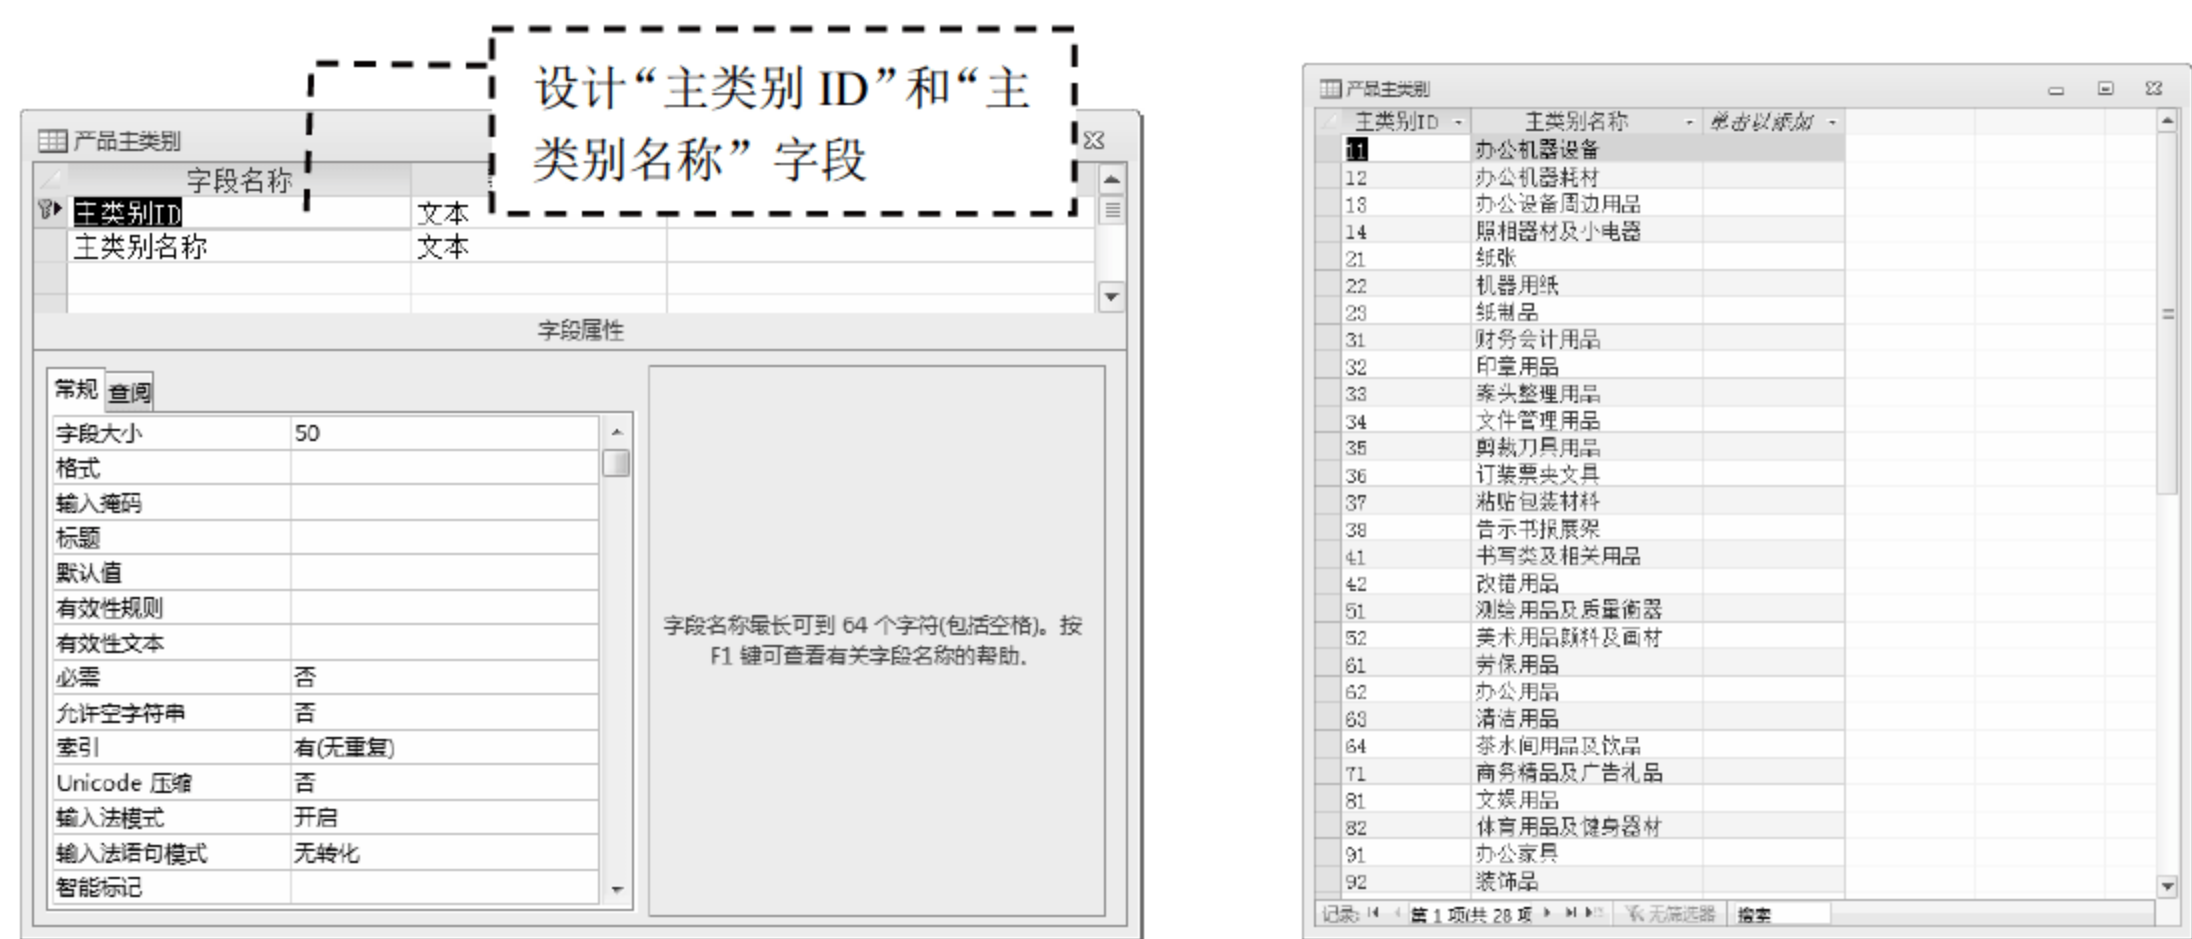 设计“主类别 ID”和“主
类别名称” 字段
产品主类别
字段名称
主类别ID 文本
主类别名称 文本
字段属性
常规 查阅
字段大小 50
格式
输入掩码
标题
默认值
有效性规则
有效性文本
必需 否
允许空字符串 否
索引 有(无重复)
Unicode 压缩 否
输入法模式 开启
输入法语句模式 无转化
智能标记
字段名称最长可到 64 个字符(包括空格)。按
F1 键可查看有关字段名称的帮助。
产品主类别
主类别ID 主类别名称 单击以添加
11 办公机器设备
12 办公机器耗材
13 办公设备周边用品
14 照相器材及小电器
21 纸张
22 机器用纸
23 纸制品
31 财务会计用品
32 印章用品
33 案头整理用品
34 文件管理用品
35 剪裁刀具用品
36 订装票夹文具
37 粘贴包装材料
38 告示书报展架
41 书写类及相关用品
42 改错用品
51 测绘用品及质量衡器
52 美术用品颜料及画材
61 劳保用品
62 办公用品
63 清洁用品
64 茶水间用品及饮品
71 商务精品及广告礼品
81 文娱用品
82 体育用品及健身器材
91 办公家具
92 装饰品
记录: 第 1 项(共 28 项 无筛选器 搜索